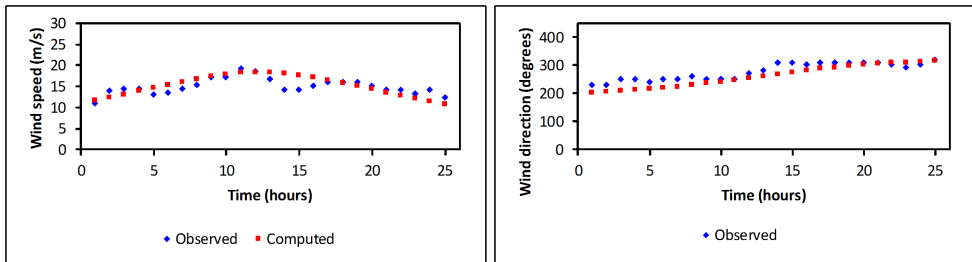 Wind speed (m/s)
30
25
20
15
10
5
0
0 5 10 15 20 25
Time (hours)
Observed Computed
Wind direction (degrees)
400
300
200
100
0
0 5 10 15 20 25
Time (hours)
Observed